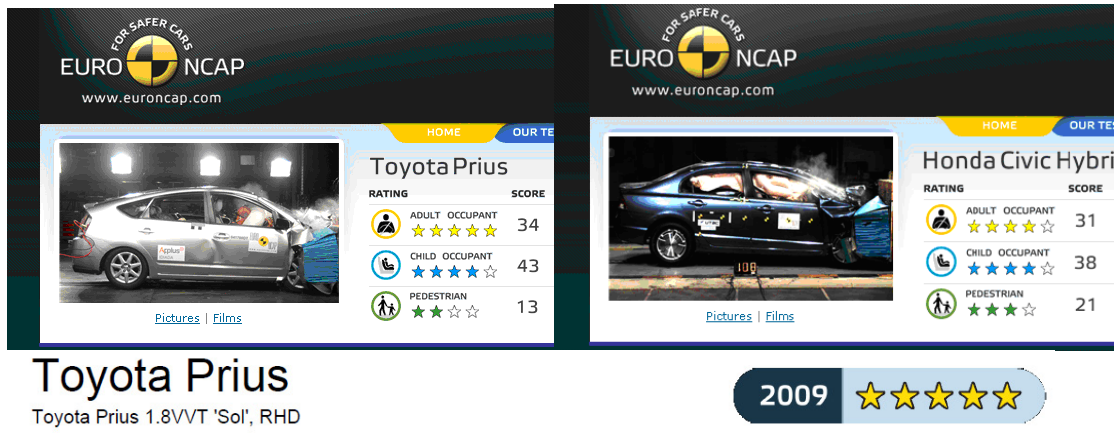 FOR SAFER CARS
EURO NCAP
www.euroncap.com
HOME
OUR TE
Toyota Prius
RATING SCORE
ADULT OCCUPANT
34
CHILD OCCUPANT
43
PEDESTRIAN
13
Pictures | Films
FOR SAFER CARS
EURO NCAP
www.euroncap.com
HOME
OUR TES
Honda Civic Hybri
RATING SCORE
ADULT OCCUPANT
31
CHILD OCCUPANT
38
PEDESTRIAN
21
108
Pictures | Films
Toyota Prius
Toyota Prius 1.8VVT 'Sol', RHD
2009